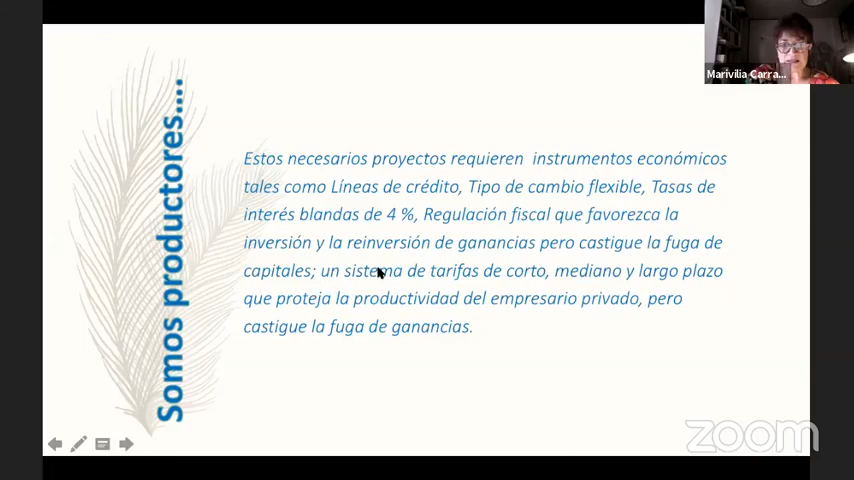 Marivilia Carra...
Somos productores....
Estos necesarios proyectos requieren instrumentos económicos
tales como Líneas de crédito, Tipo de cambio flexible, Tasas de
interés blandas de 4 %, Regulación fiscal que favorezca la
inversión y la reinversión de ganancias pero castigue la fuga de
capitales; un sistema de tarifas de corto, mediano y largo plazo
que proteja la productividad del empresario privado, pero
castigue la fuga de ganancias.
zoom